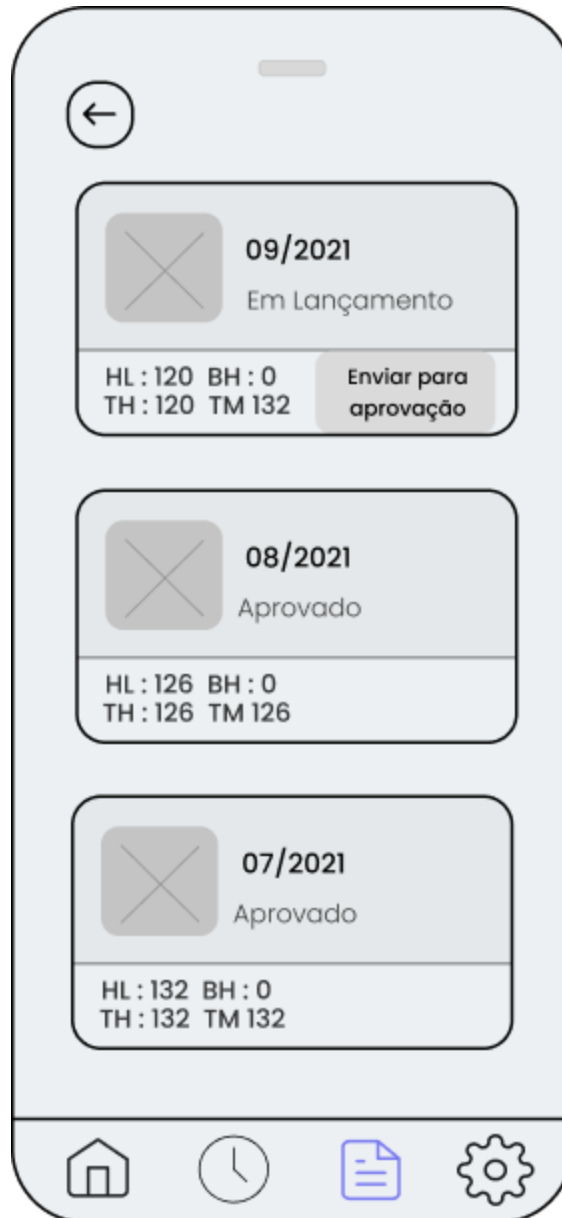 09/2021
Em Lançamento
HL : 120 BH : 0
TH : 120 TM 132
Enviar para
aprovação
08/2021
Aprovado
HL : 126 BH : 0
TH : 126 TM 126
07/2021
Aprovado
HL : 132 BH : 0
TH : 132 TM 132